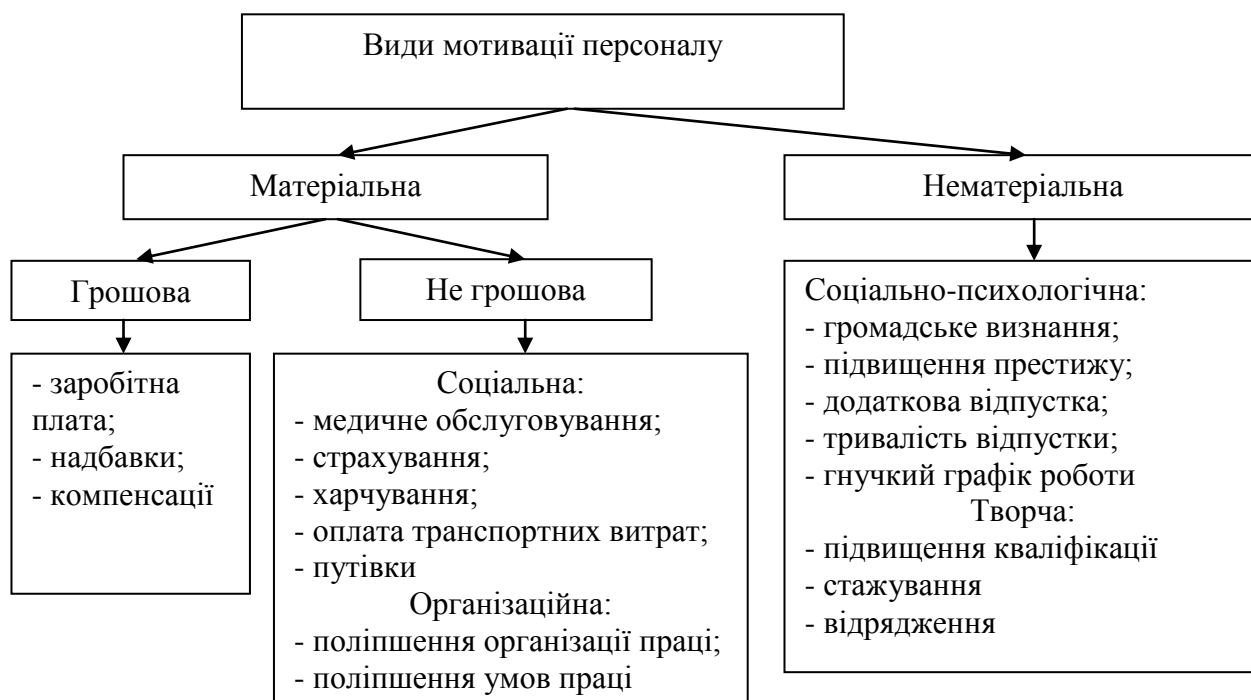 Види мотивації персоналу
Матеріальна
Нематеріальна
Грошова
Не грошова
- заробітна
плата;
- надбавки;
- компенсації
Соціальна:
- медичне обслуговування;
- страхування;
- харчування;
- оплата транспортних витрат;
- путівки
Організаційна:
- поліпшення організації праці;
- поліпшення умов праці
Соціально-психологічна:
- громадське визнання;
- підвищення престижу;
- додаткова відпустка;
- тривалість відпустки;
- гнучкий графік роботи
Творча:
- підвищення кваліфікації
- стажування
- відрядження